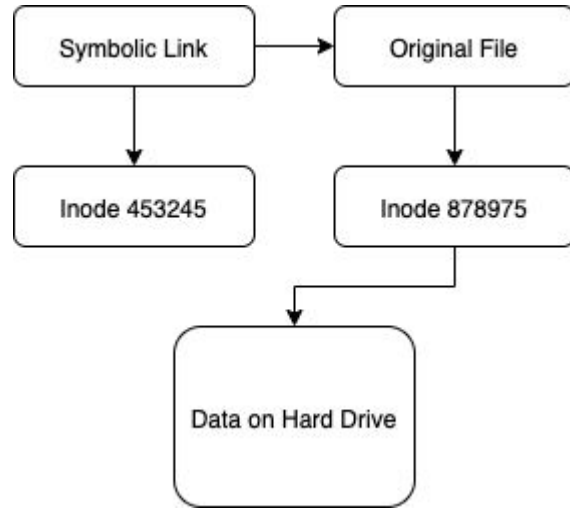 Symbolic Link
Original File
Inode 453245
Inode 878975
Data on Hard Drive